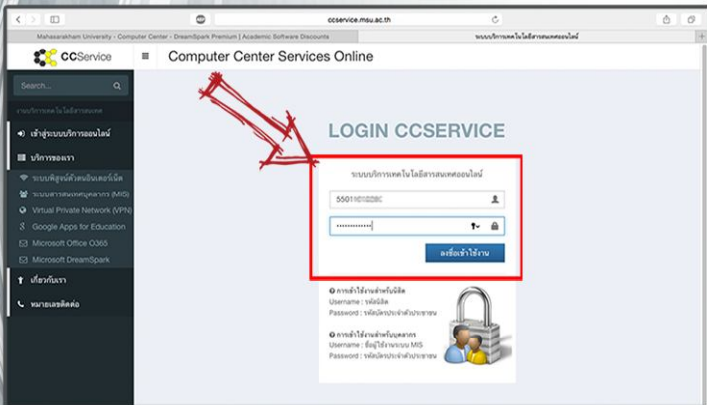 ccservice.msu.ac.th
Mahasarakham University - Computer Center - DreamSpark Premium | Academic Software Discounts
ระบบบริการเทคโนโลยีสารสนเทศออนไลน์
CCService
Computer Center Services Online
Search...
งานบริการเทคโนโลยีสารสนเทศ
เข้าสู่ระบบบริการออนไลน์
บริการของเรา
ระบบพิสูจน์ตัวตนอินเตอร์เน็ต
ระบบสารสนเทศบุคลากร (MIS)
Virtual Private Network (VPN)
Google Apps for Education
Microsoft Office O365
Microsoft DreamSpark
เกี่ยวกับเรา
หมายเลขติดต่อ
LOGIN CCSERVICE
ระบบบริการเทคโนโลยีสารสนเทศออนไลน์
ลงชื่อเข้าใช้งาน
การเข้าใช้งานสำหรับนิสิต
Username : รหัสนิสิต
Password : รหัสบัตรประจำตัวประชาชน
การเข้าใช้งานสำหรับบุคลากร
Username : ชื่อผู้ใช้งานระบบ MIS
Password : รหัสบัตรประจำตัวประชาชน